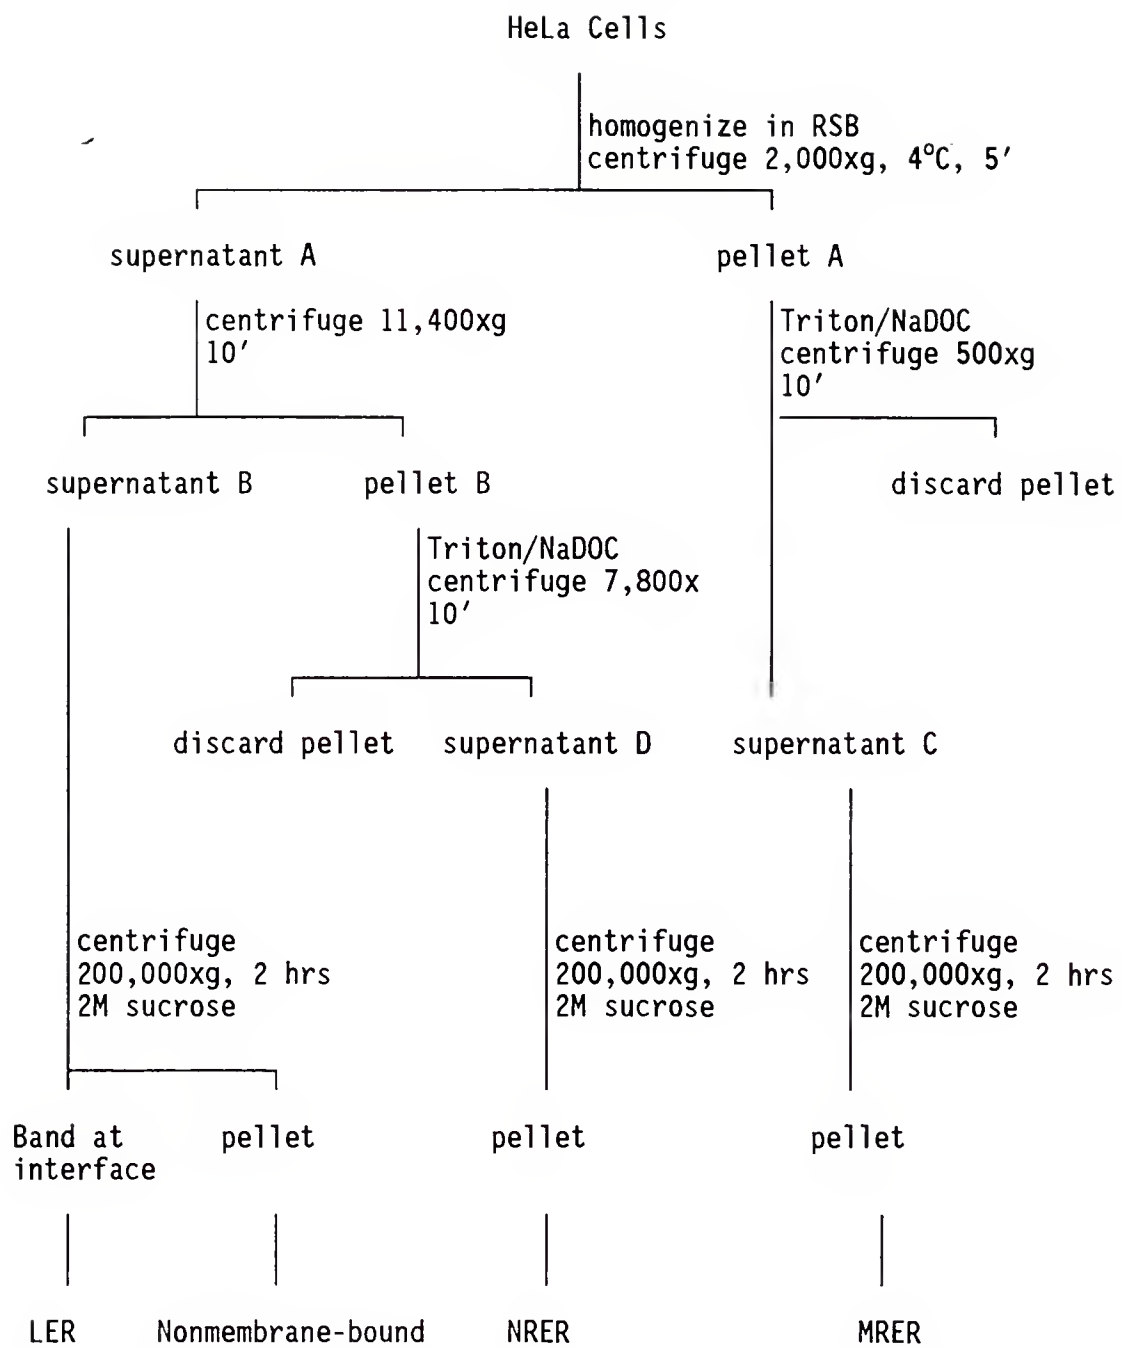 HeLa Cells
homogenize in RSB
centrifuge 2,000xg, 4°C, 5'
supernatant A
pellet A
centrifuge 11,400xg
10'
Triton/NaDOC
centrifuge 500xg
10'
supernatant B
pellet B
discard pellet
Triton/NaDOC
centrifuge 7,800x
10'
discard pellet
supernatant D
supernatant C
centrifuge
200,000xg, 2 hrs
2M sucrose
centrifuge
200,000xg, 2 hrs
2M sucrose
centrifuge
200,000xg, 2 hrs
2M sucrose
Band at
interface
pellet
pellet
pellet
LER
Nonmembrane-bound
NRER
MRER